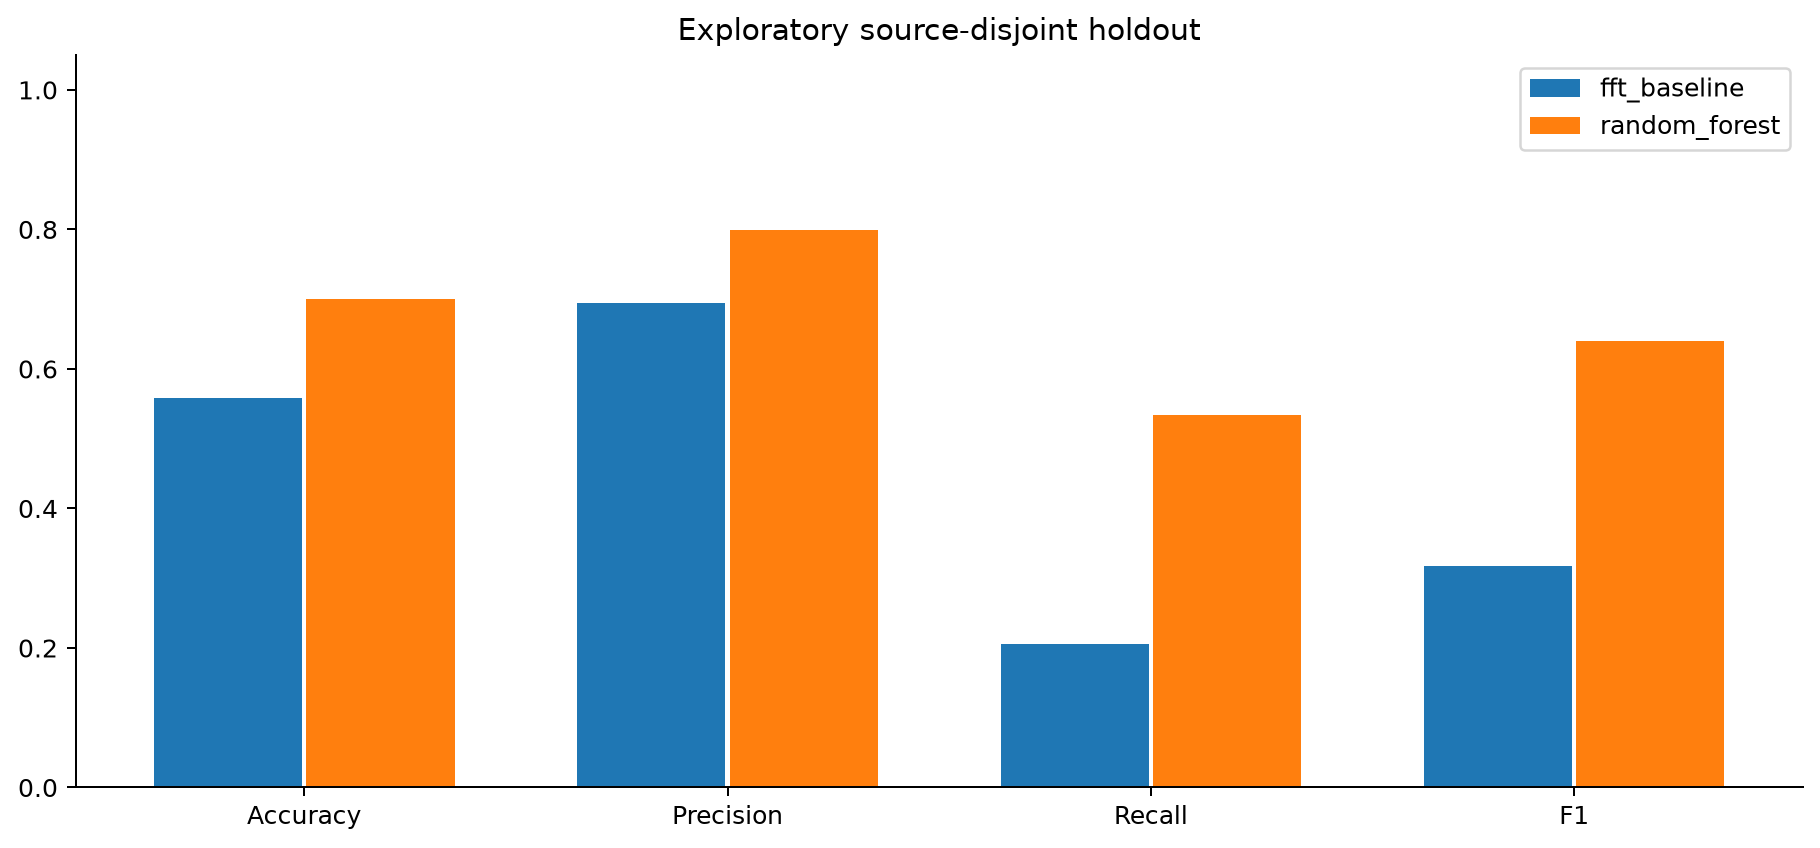 Exploratory source-disjoint holdout
fft_baseline
random_forest
1.0
0.8
0.6
0.4
0.2
0.0
Accuracy Precision Recall F1